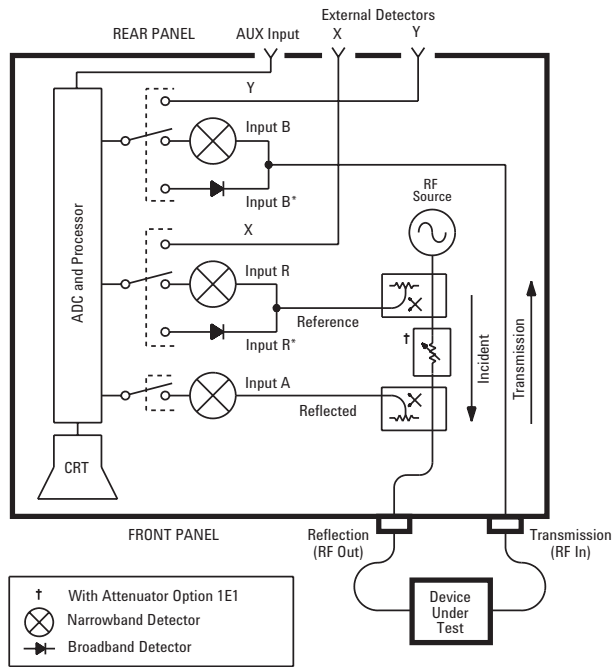 External Detectors
REAR PANEL
AUX Input
X
Y
Y
Input B
Input B*
RF
Source
X
ADC and Processor
Input R
Reference
Input R*
†
Incident
Transmission
Input A
Reflected
CRT
FRONT PANEL
Reflection
(RF Out)
Transmission
(RF In)
Device
Under
Test
† With Attenuator Option 1E1
Narrowband Detector
Broadband Detector